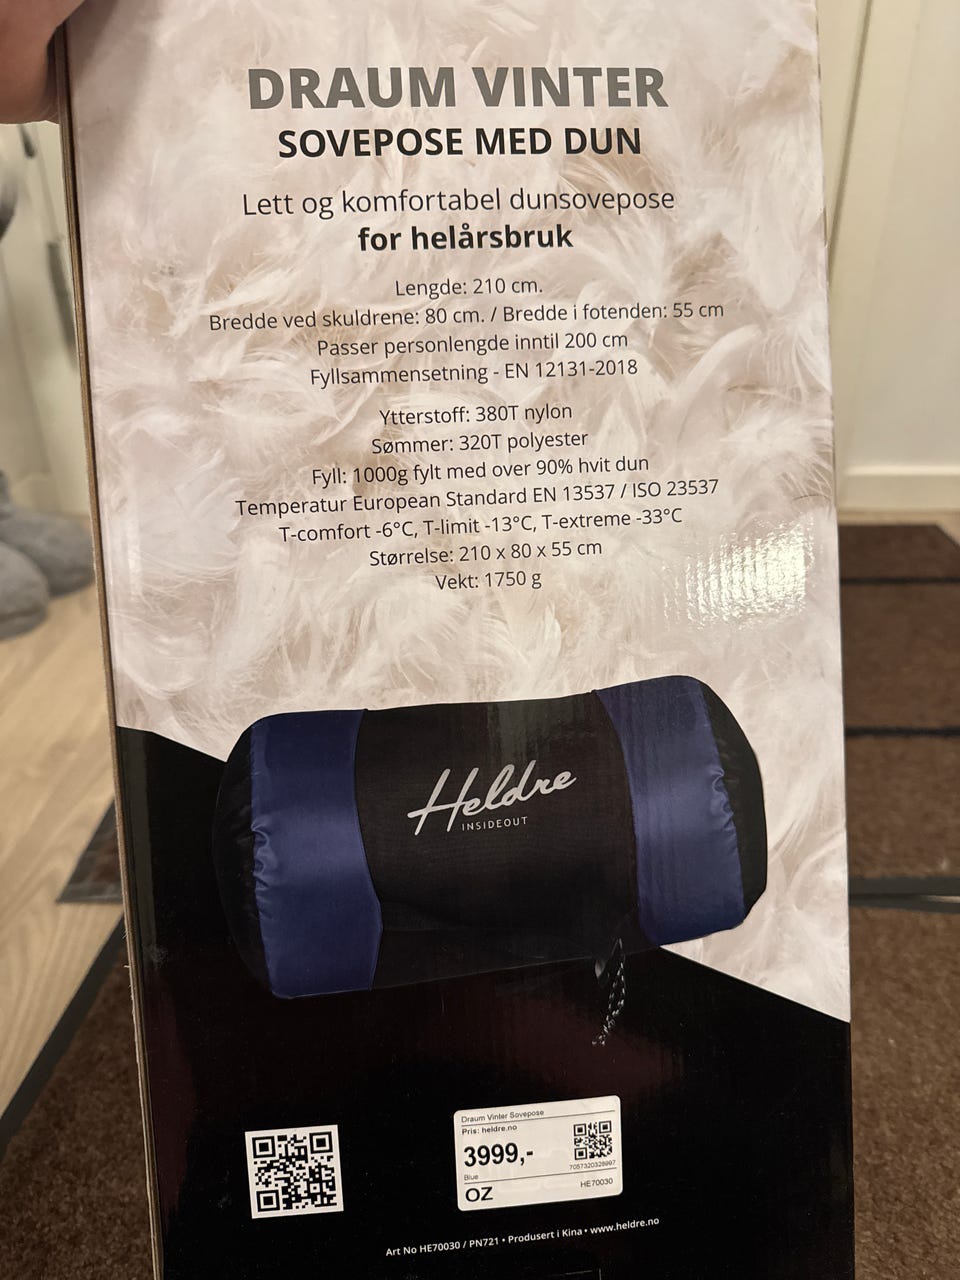 DRAUM VINTER
SOVEPOSE MED DUN
Lett og komfortabel dunsovepose
for helårsbruk
Lengde: 210 cm.
Bredde ved skuldrene: 80 cm. / Bredde i fotenden: 55 cm
Passer personlengde inntil 200 cm
Fyllsammensetning - EN 12131-2018
Ytterstoff: 380T nylon
Sømmer: 320T polyester
Fyll: 1000g fylt med over 90% hvit dun
Temperatur European Standard EN 13537 / ISO 23537
T-comfort -6°C, T-limit -13°C, T-extreme -33°C
Størrelse: 210 x 80 x 55 cm
Vekt: 1750 g
Heldre
INSIDEOUT
Draum Vinter Sovepose
Pris: heldre.no
3999,-
Blue
OZ
HE70030
Art No HE70030 / PN721 • Produsert i Kina • www.heldre.no